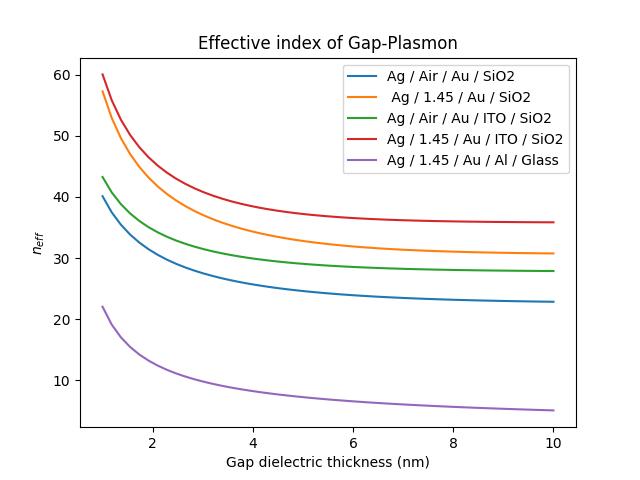 Effective index of Gap-Plasmon
60
50
40
30
20
10
n_eff
Ag / Air / Au / SiO2
Ag / 1.45 / Au / SiO2
Ag / Air / Au / ITO / SiO2
Ag / 1.45 / Au / ITO / SiO2
Ag / 1.45 / Au / Al / Glass
2 4 6 8 10
Gap dielectric thickness (nm)